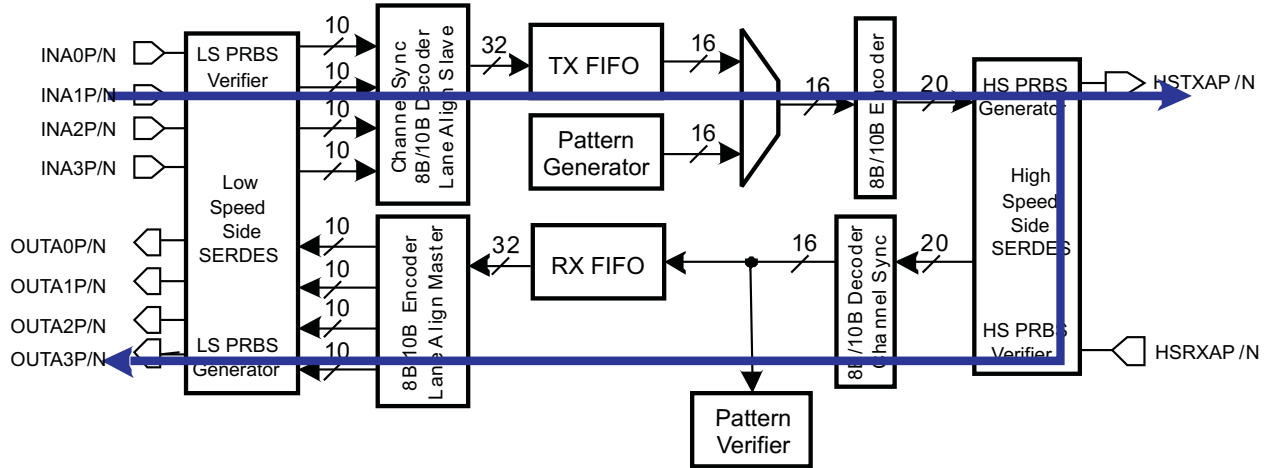 INA0P/N
INA1P/N
INA2P/N
INA3P/N
OUTA0P/N
OUTA1P/N
OUTA2P/N
OUTA3P/N
LS PRBS
Verifier
Low
Speed
Side
SERDES
LS PRBS
Generator
10
10
10
10
Channel Sync
8B/10B Decoder
Lane Align Slave
32
TX FIFO
Pattern
Generator
16
16
16
8B/10B Encoder
20
HS PRBS
Generator
High
Speed
Side
SERDES
HS PRBS
Verifier
HSTXAP/N
HSRXAP/N
10
10
10
10
8B/10B Encoder
Lane Align Master
32
RX FIFO
16
8B/10B Decoder
Channel Sync
20
Pattern
Verifier